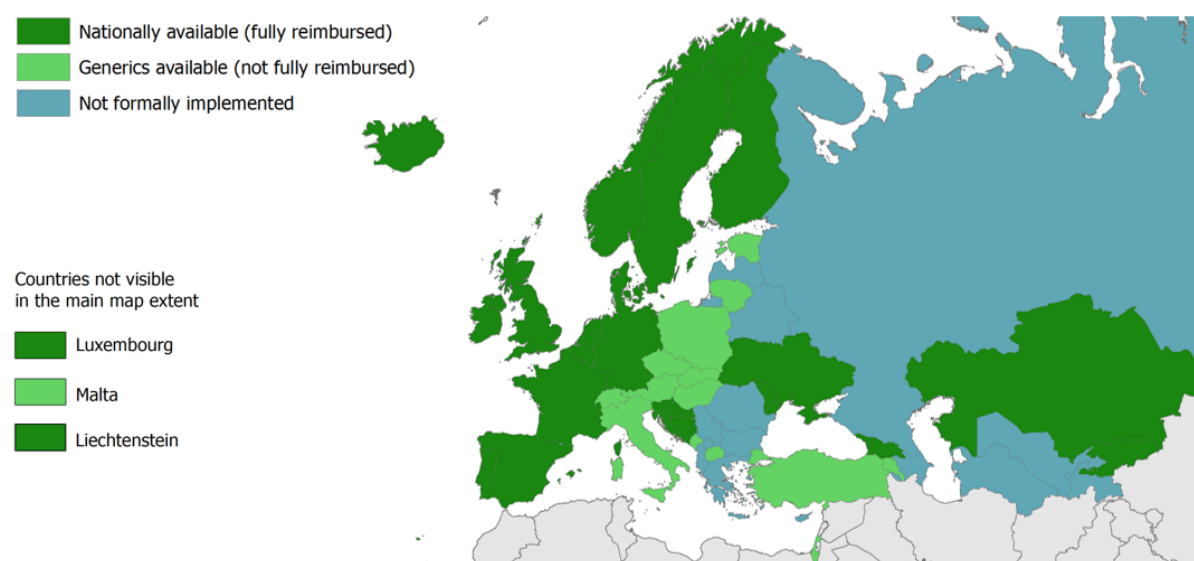 Nationally available (fully reimbursed)
Generics available (not fully reimbursed)
Not formally implemented
Countries not visible
in the main map extent
Luxembourg
Malta
Liechtenstein